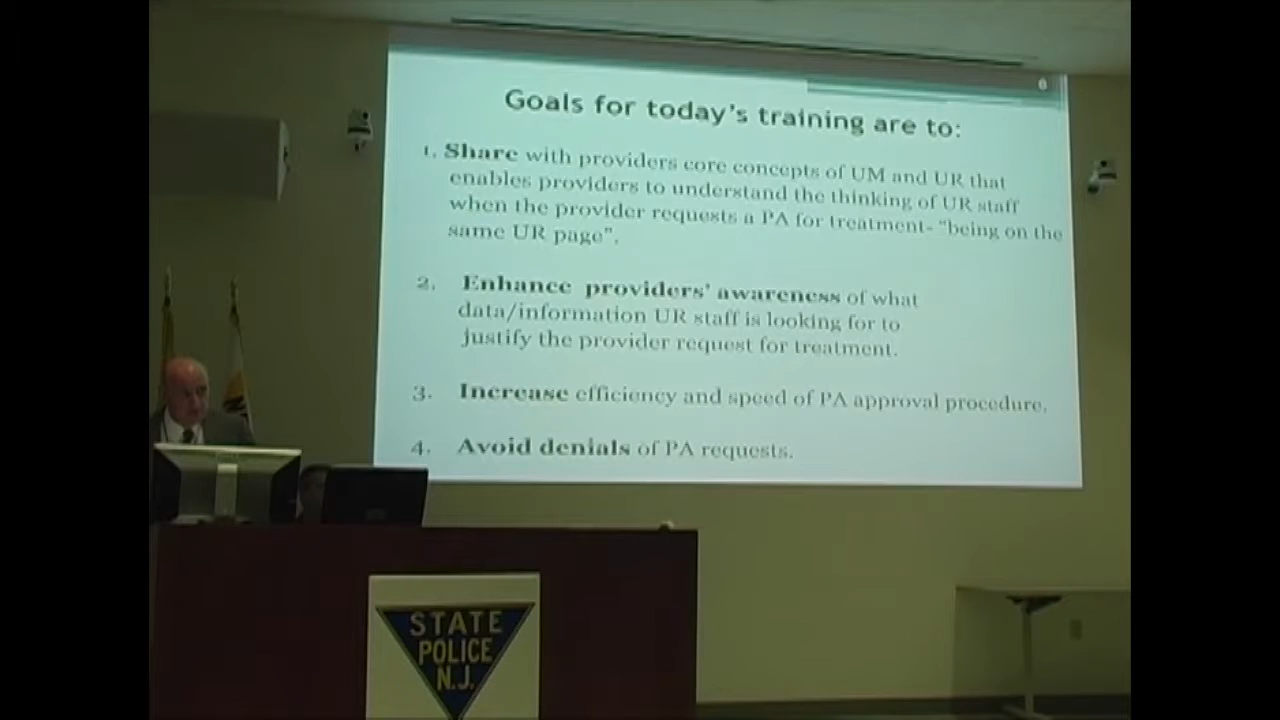 6
Goals for today's training are to:
1. Share with providers core concepts of UM and UR that
enables providers to understand the thinking of UR staff
when the provider requests a PA for treatment- "being on the
same UR page".
2. Enhance providers' awareness of what
data/information UR staff is looking for to
justify the provider request for treatment.
3. Increase efficiency and speed of PA approval procedure.
4. Avoid denials of PA requests.
STATE
POLICE
N.J.